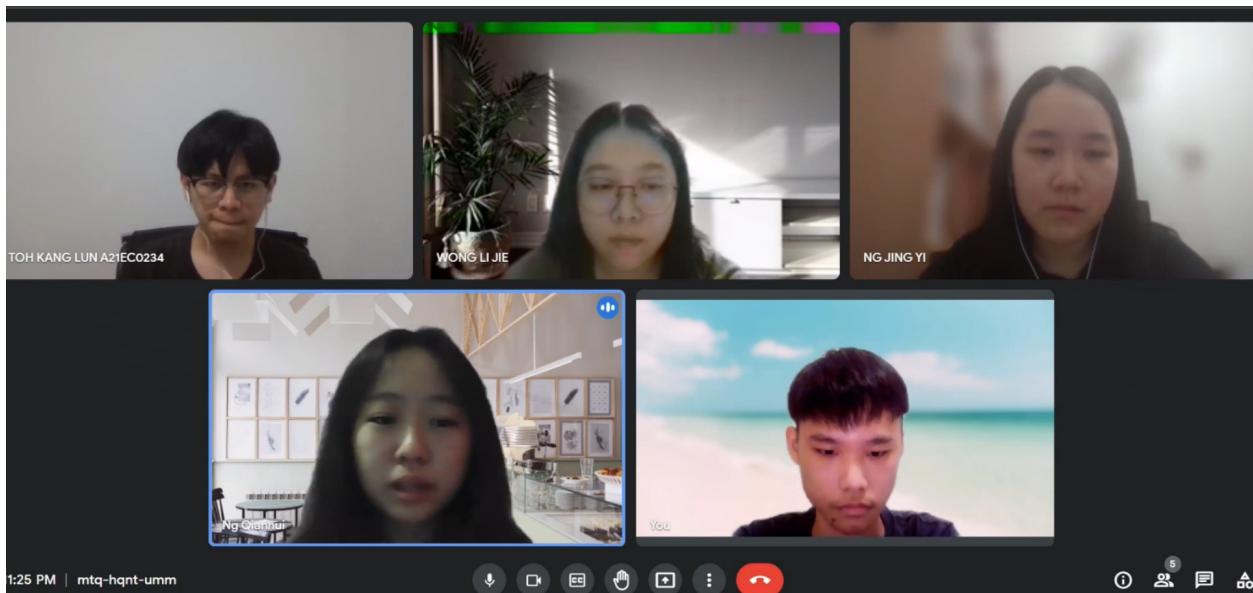 TOH KANG LUN A21EC0234
WONG LI JIE
NG JING YI
Ng Qianhui
You
1:25 PM | mtq-hqnt-umm
CC
5